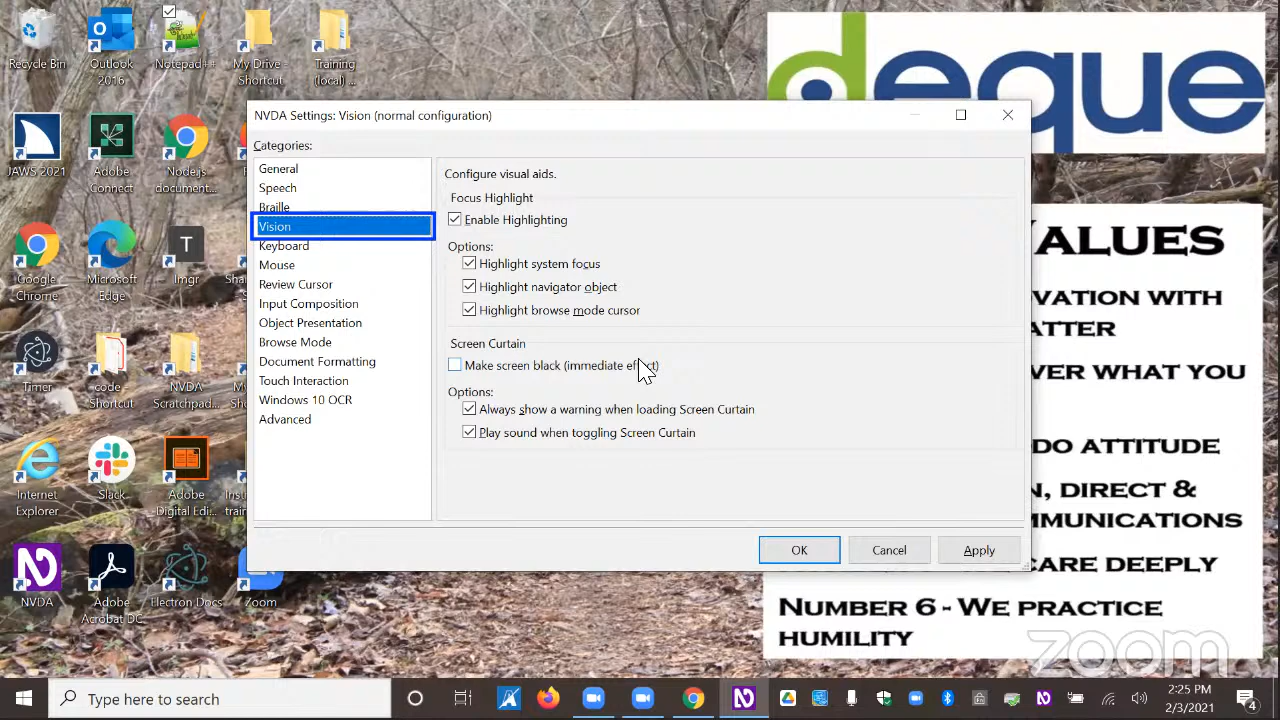 Recycle Bin
Outlook
2016
Notepad++
My Drive -
Shortcut
Training
(local) ...
deque
JAWS 2021
Adobe
Connect
Node.js
document...
NVDA Settings: Vision (normal configuration)
Categories:
General
Speech
Braille
Vision
Keyboard
Mouse
Review Cursor
Input Composition
Object Presentation
Browse Mode
Document Formatting
Touch Interaction
Windows 10 OCR
Advanced
Configure visual aids.
Focus Highlight
Enable Highlighting
Options:
Highlight system focus
Highlight navigator object
Highlight browse mode cursor
Screen Curtain
Make screen black (immediate effect)
Options:
Always show a warning when loading Screen Curtain
Play sound when toggling Screen Curtain
OK
Cancel
Apply
Google
Chrome
Microsoft
Edge
T
Imgr
Timer
code -
Shortcut
NVDA
Scratchpad...
Internet
Explorer
Slack
Adobe
Digital Edi...
NVDA
Adobe
Acrobat DC
Electron Docs
Zoom
VALUES
VATION WITH
ATTER
VER WHAT YOU
DO ATTITUDE
N, DIRECT &
MMUNICATIONS
CARE DEEPLY
NUMBER 6 - WE PRACTICE
HUMILITY
zoom
Type here to search
2:25 PM
2/3/2021
4